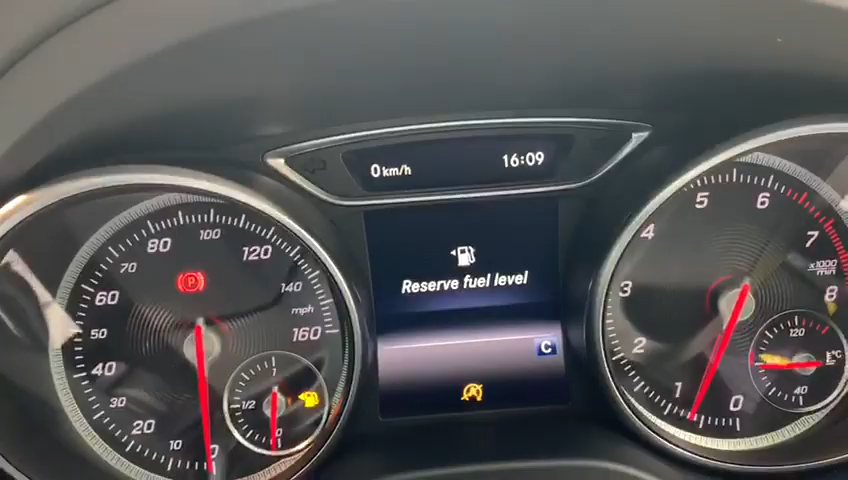 0 km/h 16:09
Reserve fuel level
C
0 10 20 30 40 50 60 70 80 100 120 140 160
mph
P
0 1/2 1
0 1 2 3 4 5 6 7 8
x1000
min
40 120
°C